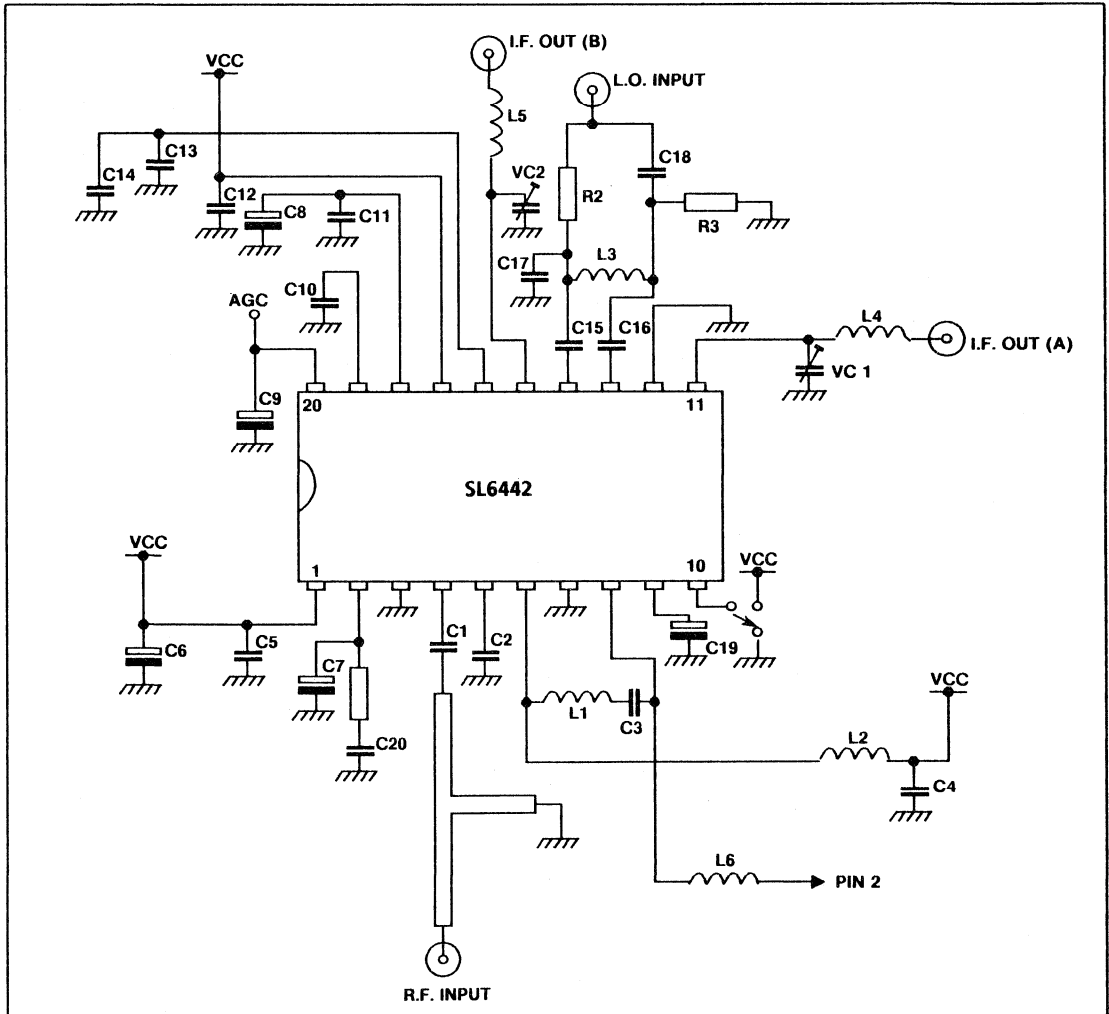 I.F. OUT (B)
VCC
L.O. INPUT
L5
C13
C18
C14
VC2
R2
C12
C8
C11
R3
C17
L3
C10
AGC
L4
C15
C16
I.F. OUT (A)
VC 1
C9
20
11
SL6442
VCC
1
10
VCC
C1
C2
C6
C5
C19
C7
VCC
L1
C3
L2
C20
C4
L6
PIN 2
R.F. INPUT